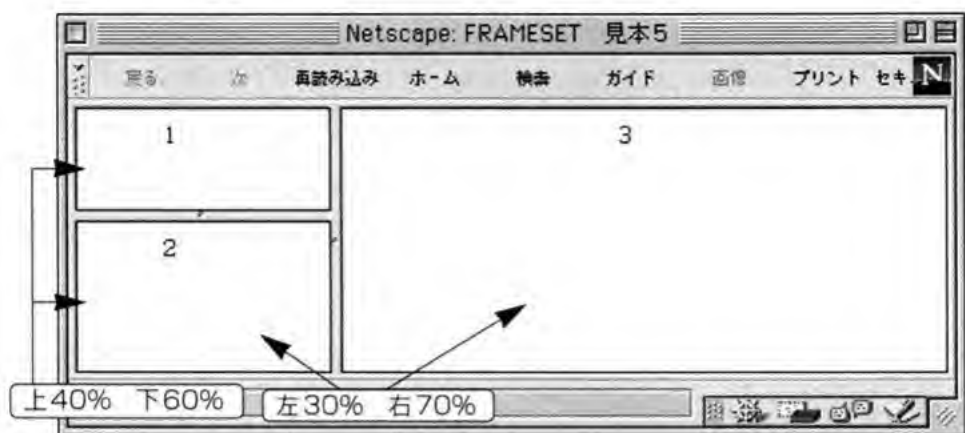 Netscape: FRAMESET 見本5
戻る 次 再読み込み ホーム 検索 ガイド 画像 プリント セキ N
1 3
2
上40% 下60% 左30% 右70%